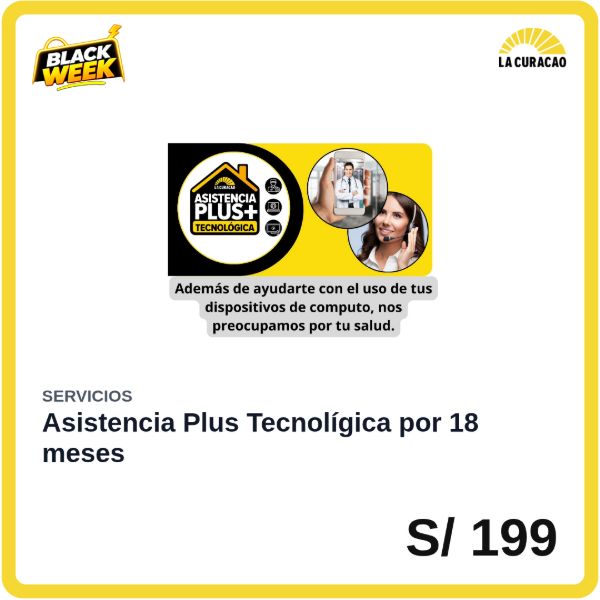 BLACK
WEEK
LA CURACAO
LA CURACAO
ASISTENCIA
PLUS+
TECNOLÓGICA
Además de ayudarte con el uso de tus
dispositivos de computo, nos
preocupamos por tu salud.
SERVICIOS
Asistencia Plus Tecnolígica por 18
meses
S/ 199